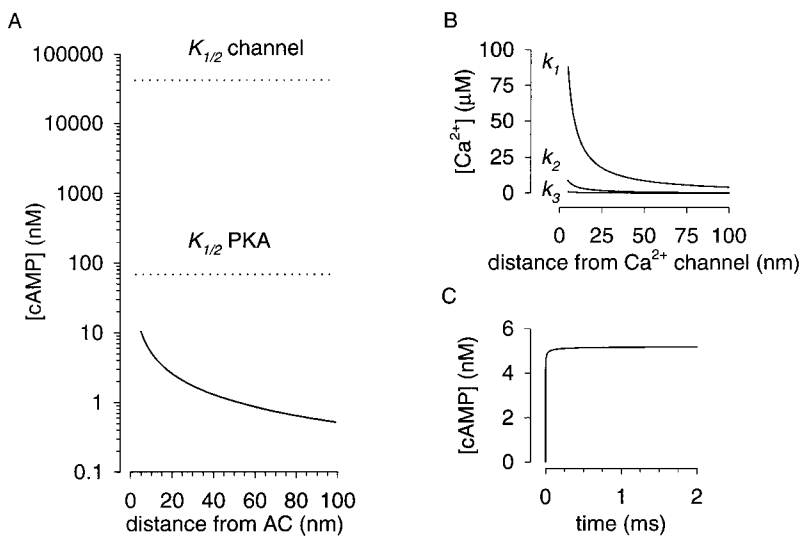 A
K1/2 channel
K1/2 PKA
100000
10000
1000
100
10
1
0.1
[cAMP] (nM)
0 20 40 60 80 100
distance from AC (nm)
B
k1
k2
k3
100
75
50
25
0
[Ca2+] (μM)
0 25 50 75 100
distance from Ca2+ channel (nm)
C
6
4
2
0
[cAMP] (nM)
0 1 2
time (ms)